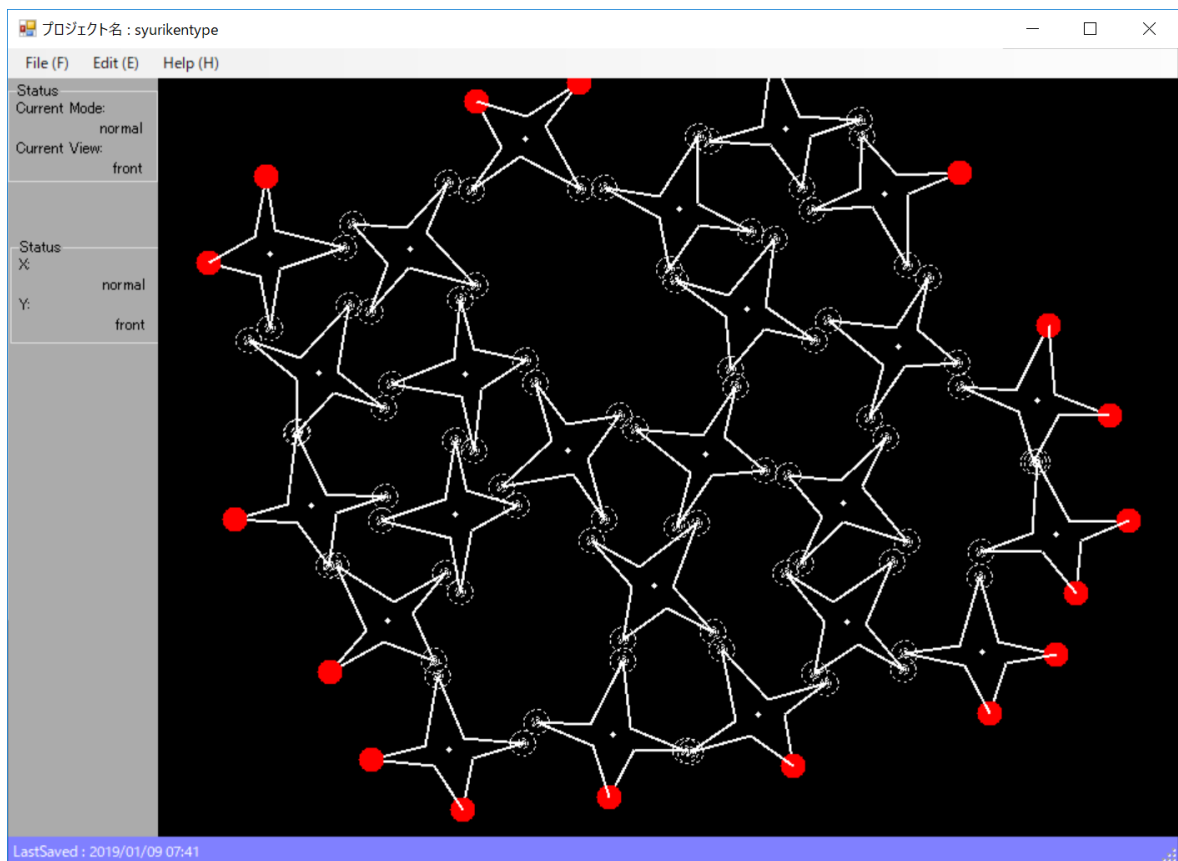 プロジェクト名 : syurikentype
File (F) Edit (E) Help (H)
Status
Current Mode:
normal
Current View:
front
Status
X:
normal
Y:
front
LastSaved : 2019/01/09 07:41